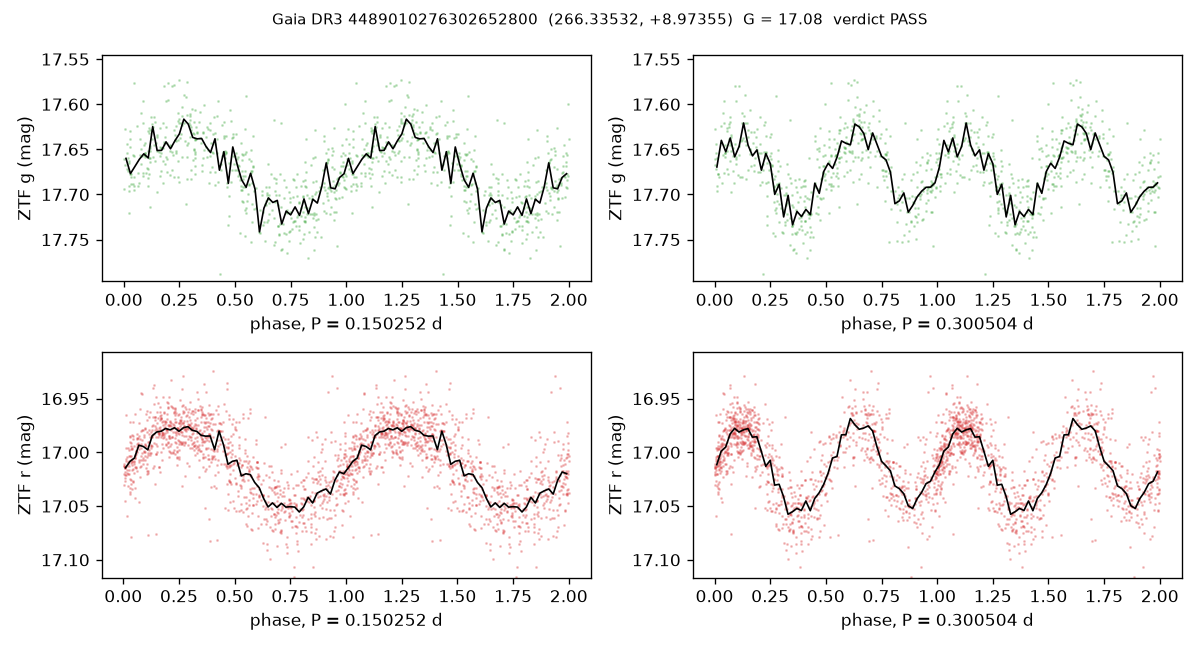 Gaia DR3 4489010276302652800  (266.33532, +8.97355)  G = 17.08  verdict PASS
ZTF g (mag)
17.55
17.60
17.65
17.70
17.75
0.00 0.25 0.50 0.75 1.00 1.25 1.50 1.75 2.00
phase, P = 0.150252 d
ZTF g (mag)
17.55
17.60
17.65
17.70
17.75
0.00 0.25 0.50 0.75 1.00 1.25 1.50 1.75 2.00
phase, P = 0.300504 d
ZTF r (mag)
16.95
17.00
17.05
17.10
0.00 0.25 0.50 0.75 1.00 1.25 1.50 1.75 2.00
phase, P = 0.150252 d
ZTF r (mag)
16.95
17.00
17.05
17.10
0.00 0.25 0.50 0.75 1.00 1.25 1.50 1.75 2.00
phase, P = 0.300504 d